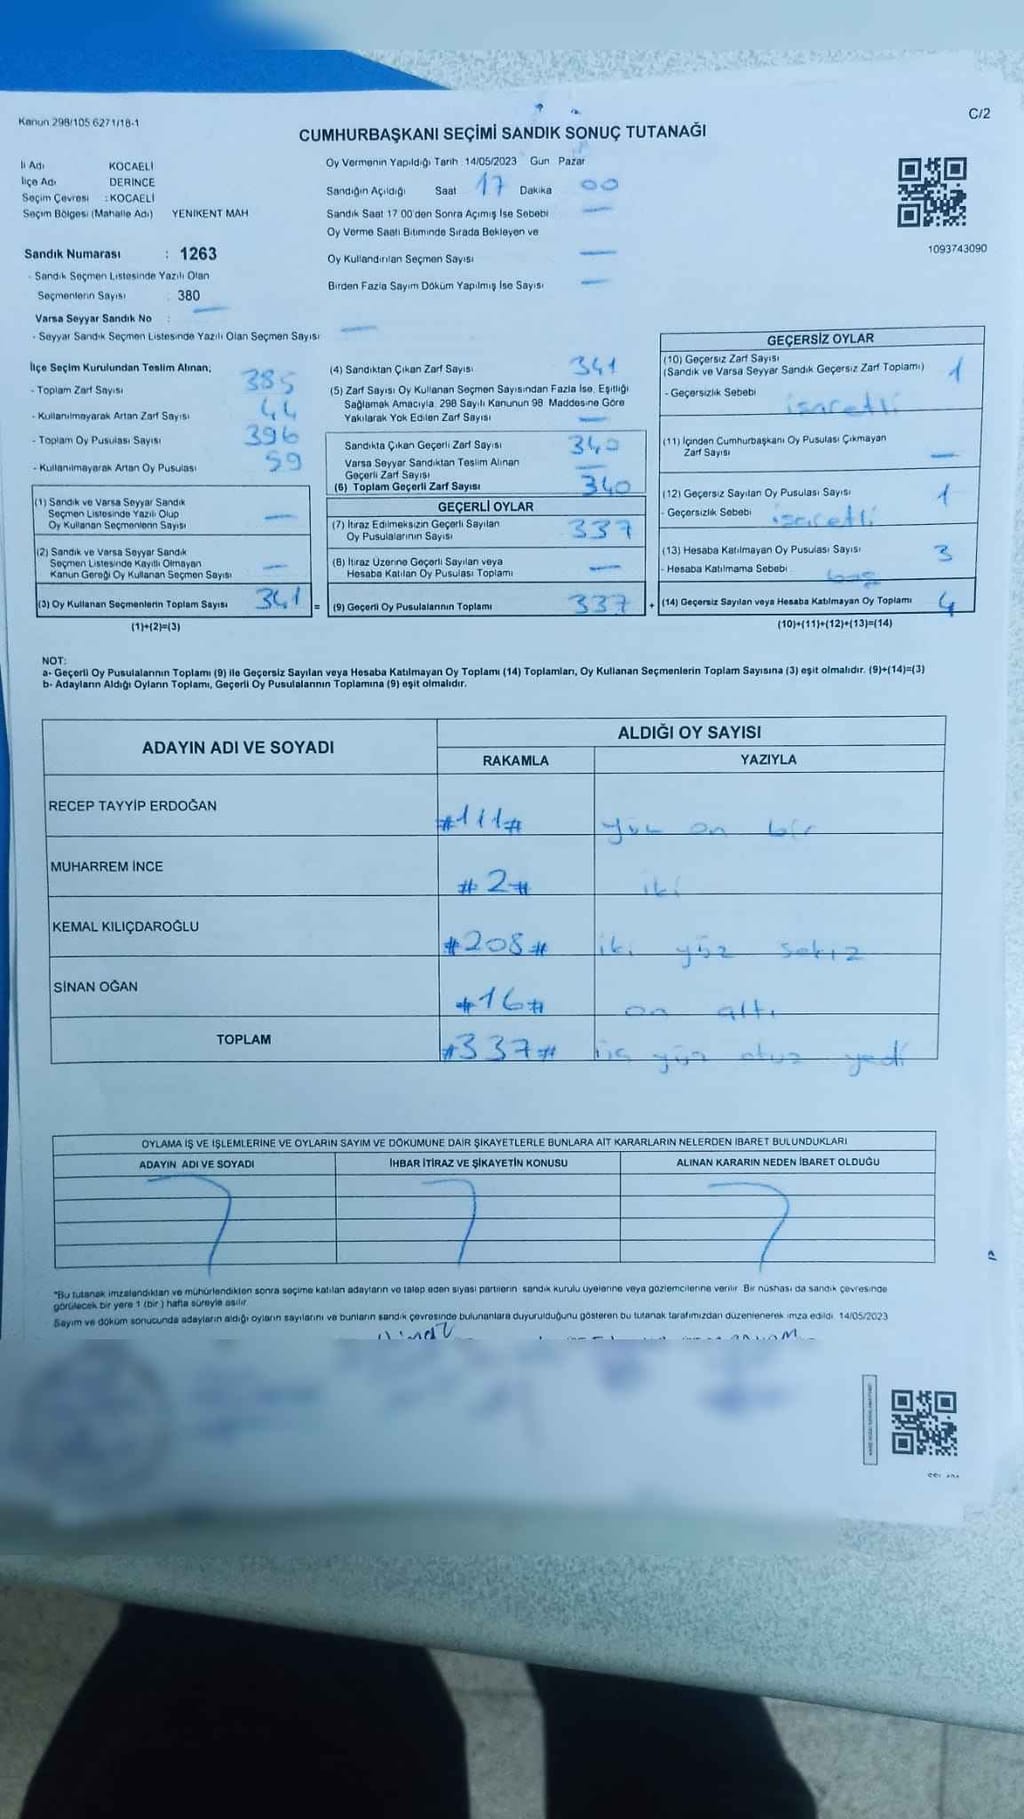 Kanun 298/105 6271/18-1
C/2
CUMHURBAŞKANI SEÇİMİ SANDIK SONUÇ TUTANAĞI
İl Adı KOCAELİ
İlçe Adı DERİNCE
Seçim Çevresi : KOCAELİ
Seçim Bölgesi (Mahalle Adı) YENİKENT MAH
Sandık Numarası : 1263
- Sandık Seçmen Listesinde Yazılı Olan
Seçmenlerin Sayısı : 380
Varsa Seyyar Sandık No :
- Seyyar Sandık Seçmen Listesinde Yazılı Olan Seçmen Sayısı :
Oy Vermenin Yapıldığı Tarih 14/05/2023 Gün Pazar
Sandığın Açıldığı Saat 17 Dakika 00
Sandık Saat 17 00'den Sonra Açımış İse Sebebi
Oy Verme Saati Bitiminde Sırada Bekleyen ve
Oy Kullandırılan Seçmen Sayısı
Birden Fazla Sayım Döküm Yapılmış İse Sayısı
1093743090
İlçe Seçim Kurulundan Teslim Alınan;
- Toplam Zarf Sayısı 385
- Kullanılmayarak Artan Zarf Sayısı 44
- Toplam Oy Pusulası Sayısı 396
- Kullanılmayarak Artan Oy Pusulası 59
(1) Sandık ve Varsa Seyyar Sandık
Seçmen Listesinde Yazılı Olup
Oy Kullanan Seçmenlerin Sayısı
(2) Sandık ve Varsa Seyyar Sandık
Seçmen Listesinde Kayıtlı Olmayan
Kanun Gereği Oy Kullanan Seçmen Sayısı
(3) Oy Kullanan Seçmenlerin Toplam Sayısı 341 =
(1)+(2)=(3)
(4) Sandıktan Çıkan Zarf Sayısı 341
(5) Zarf Sayısı Oy Kullanan Seçmen Sayısından Fazla İse, Eşitliği
Sağlamak Amacıyla, 298 Sayılı Kanunun 98 Maddesine Göre
Yakılarak Yok Edilen Zarf Sayısı
Sandıkta Çıkan Geçerli Zarf Sayısı 340
Varsa Seyyar Sandıktan Teslim Alınan
Geçerli Zarf Sayısı
(6) Toplam Geçerli Zarf Sayısı 340
GEÇERLİ OYLAR
(7) İtiraz Edilmeksizin Geçerli Sayılan
Oy Pusulalarının Sayısı 337
(8) İtiraz Üzerine Geçerli Sayılan veya
Hesaba Katılan Oy Pusulası Toplamı
(9) Geçerli Oy Pusulalarının Toplamı 337 +
GEÇERSİZ OYLAR
(10) Geçersiz Zarf Sayısı
(Sandık ve Varsa Seyyar Sandık Geçersiz Zarf Toplamı) 1
- Geçersizlik Sebebi işaretli
(11) İçinden Cumhurbaşkanı Oy Pusulası Çıkmayan
Zarf Sayısı
(12) Geçersiz Sayılan Oy Pusulası Sayısı 1
- Geçersizlik Sebebi işaretli
(13) Hesaba Katılmayan Oy Pusulası Sayısı 3
- Hesaba Katılmama Sebebi boş
(14) Geçersiz Sayılan veya Hesaba Katılmayan Oy Toplamı 4
(10)+(11)+(12)+(13)=(14)
NOT:
a- Geçerli Oy Pusulalarının Toplamı (9) ile Geçersiz Sayılan veya Hesaba Katılmayan Oy Toplamı (14) Toplamları, Oy Kullanan Seçmenlerin Toplam Sayısına (3) eşit olmalıdır. (9)+(14)=(3)
b- Adayların Aldığı Oyların Toplamı, Geçerli Oy Pusulalarının Toplamına (9) eşit olmalıdır.
ADAYIN ADI VE SOYADI
ALDIĞI OY SAYISI
RAKAMLA YAZIYLA
RECEP TAYYİP ERDOĞAN #111# yüz on bir
MUHARREM İNCE #2# iki
KEMAL KILIÇDAROĞLU #208# iki yüz sekiz
SİNAN OĞAN #16# on altı
TOPLAM #337# üç yüz otuz yedi
OYLAMA İŞ VE İŞLEMLERİNE VE OYLARIN SAYIM VE DÖKÜMÜNE DAİR ŞİKAYETLERLE BUNLARA AİT KARARLARIN NELERDEN İBARET BULUNDUKLARI
ADAYIN ADI VE SOYADI İHBAR İTİRAZ VE ŞİKAYETİN KONUSU ALINAN KARARIN NEDEN İBARET OLDUĞU
*Bu tutanak imzalandıktan ve mühürlendikten sonra seçime katılan adayların ve talep eden siyasi partilerin sandık kurulu üyelerine veya gözlemcilerine verilir. Bir nüshası da sandık çevresinde
görülecek bir yere 1 (bir) hafta süreyle asılır.
Sayım ve döküm sonucunda adayların aldığı oyların sayılarını ve bunların sandık çevresinde bulunanlara duyurulduğunu gösteren bu tutanak tarafımızdan düzenlenerek imza edildi. 14/05/2023